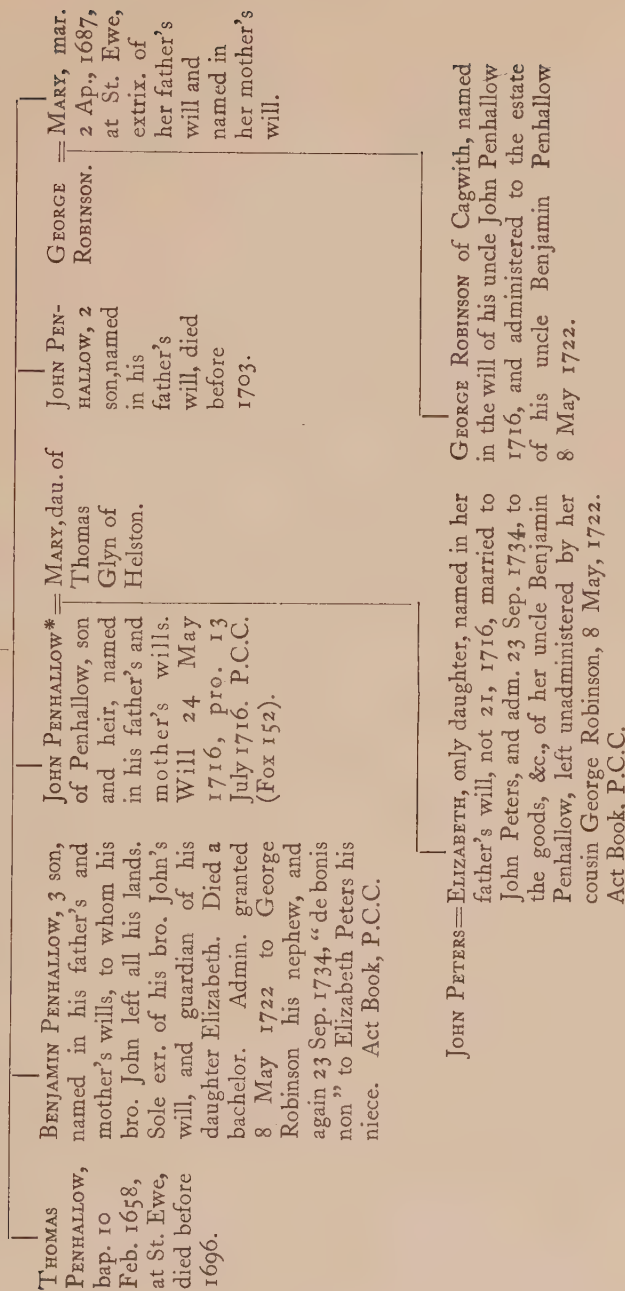 THOMAS
PENHALLOW,
bap. 10
Feb. 1658,
at St. Ewe,
died before
1696.
BENJAMIN PENHALLOW, 3 son,
named in his father's and
mother's wills, to whom his
bro. John left all his lands.
Sole exr. of his bro. John's
will, and guardian of his
daughter Elizabeth. Died a
bachelor. Admin. granted
8 May 1722 to George
Robinson his nephew, and
again 23 Sep. 1734, “de bonis
non” to Elizabeth Peters his
niece. Act Book, P.C.C.
JOHN PENHALLOW*=
of Penhallow, son
and heir, named
in his father's and
mother's wills.
Will 24 May
1716, pro. 13
July 1716. P.C.C.
(Fox 152).
MARY, dau. of
Thomas
Glyn of
Helston.
JOHN PEN-
HALLOW, 2
son, named
in his
father's
will, died
before
1703.
GEORGE =
ROBINSON.
MARY, mar.
2 Ap., 1687,
at St. Ewe,
extrix. of
her father's
will and
named in
her mother's
will.
JOHN PETERS=ELIZABETH, only daughter, named in her
father's will, not 21, 1716, married to
John Peters, and adm. 23 Sep. 1734, to
the goods, &c., of her uncle Benjamin
Penhallow, left unadministered by her
cousin George Robinson, 8 May, 1722.
Act Book, P.C.C.
GEORGE ROBINSON of Cagwith, named
in the will of his uncle John Penhallow
1716, and administered to the estate
of his uncle Benjamin Penhallow
8 May 1722.